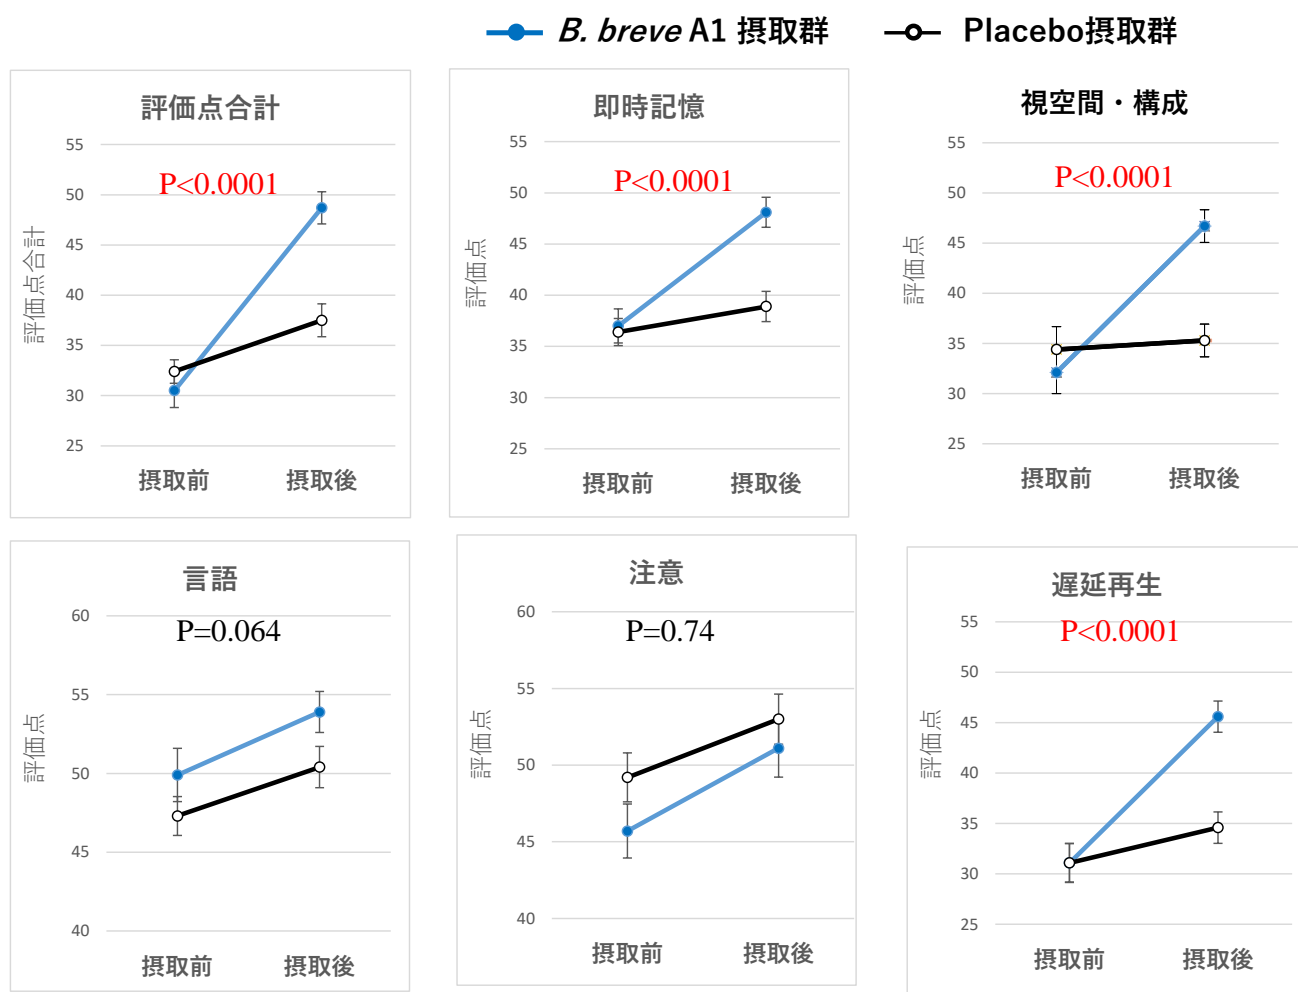 B. breve A1 摂取群 Placebo摂取群
評価点合計
P<0.0001
評価点合計
55
50
45
40
35
30
25
摂取前 摂取後
即時記憶
P<0.0001
評価点
55
50
45
40
35
30
25
摂取前 摂取後
視空間・構成
P<0.0001
評価点
55
50
45
40
35
30
25
摂取前 摂取後
言語
P=0.064
評価点
60
55
50
45
40
摂取前 摂取後
注意
P=0.74
評価点
60
55
50
45
40
摂取前 摂取後
遅延再生
P<0.0001
評価点
55
50
45
40
35
30
25
摂取前 摂取後